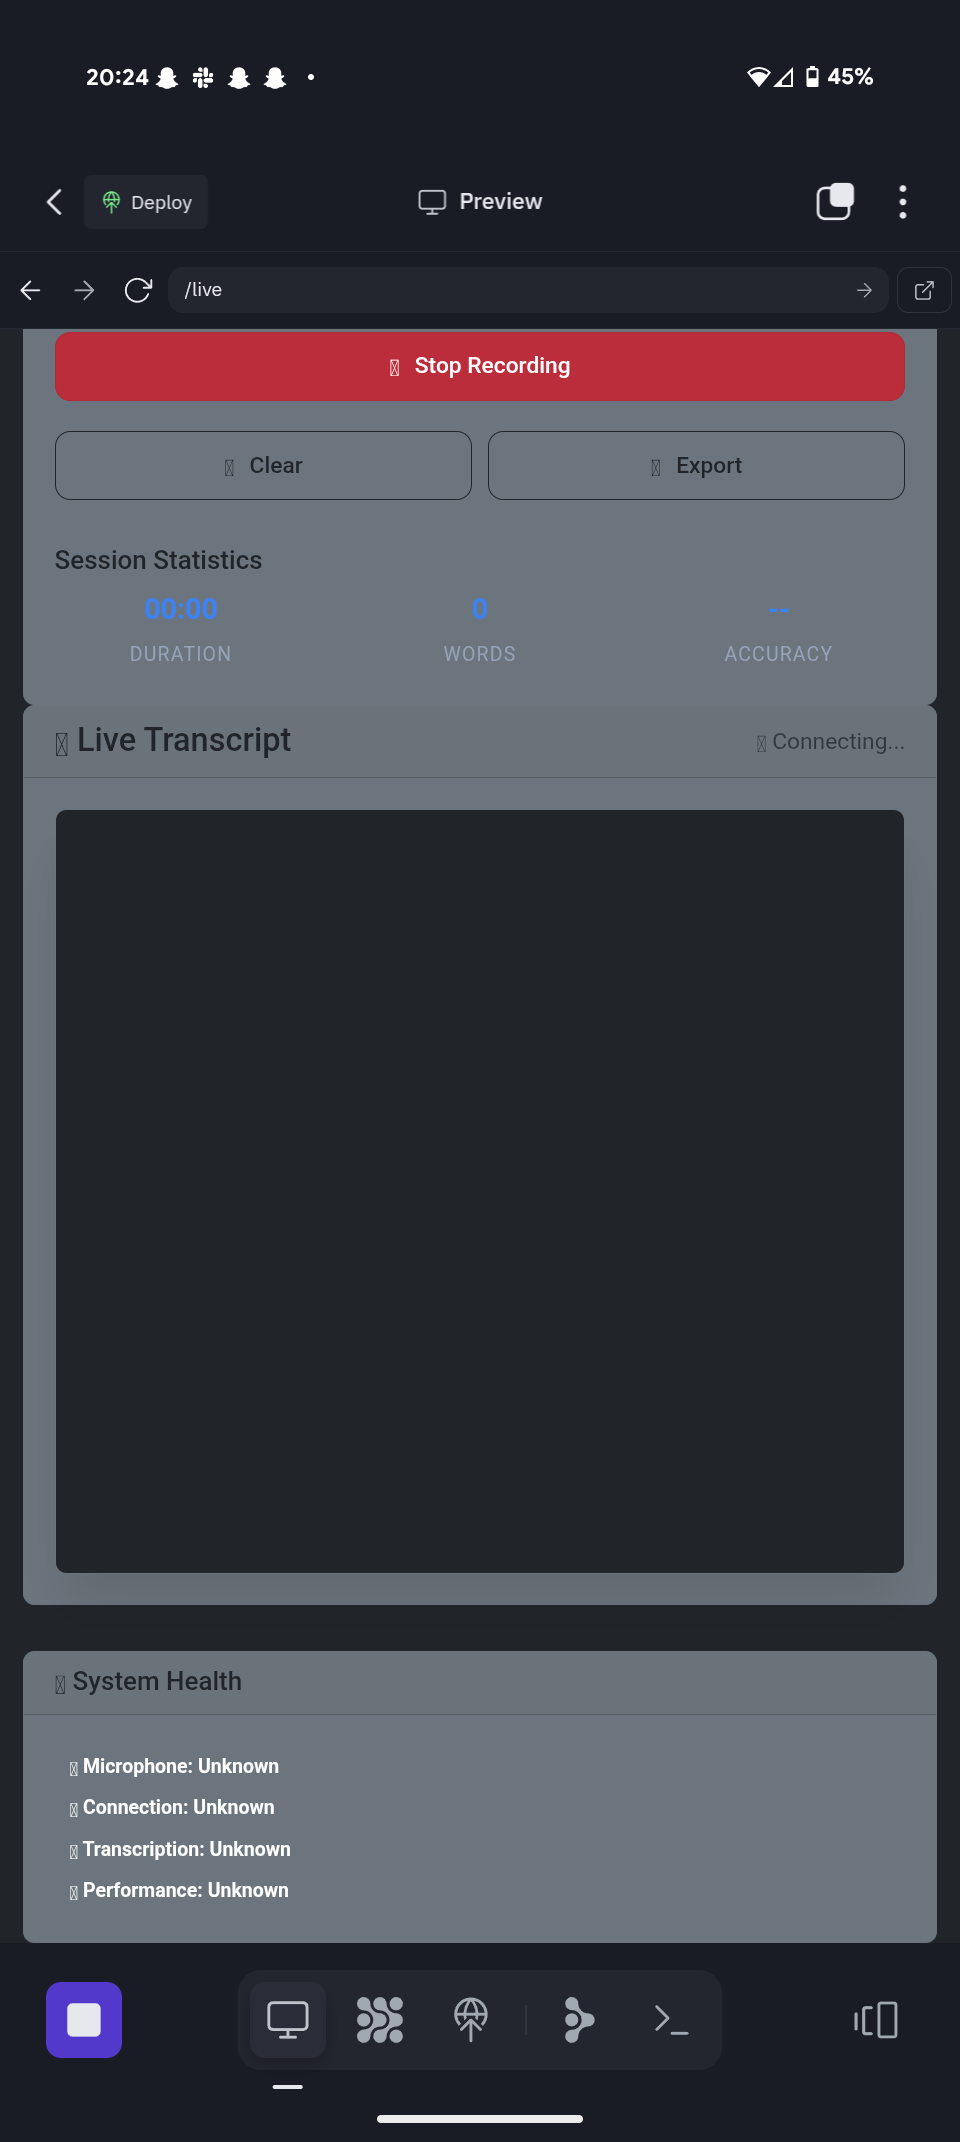 20:24
45%
Deploy
Preview
/live
Stop Recording
Clear
Export
Session Statistics
00:00
0
--
DURATION
WORDS
ACCURACY
Live Transcript
Connecting...
System Health
Microphone: Unknown
Connection: Unknown
Transcription: Unknown
Performance: Unknown